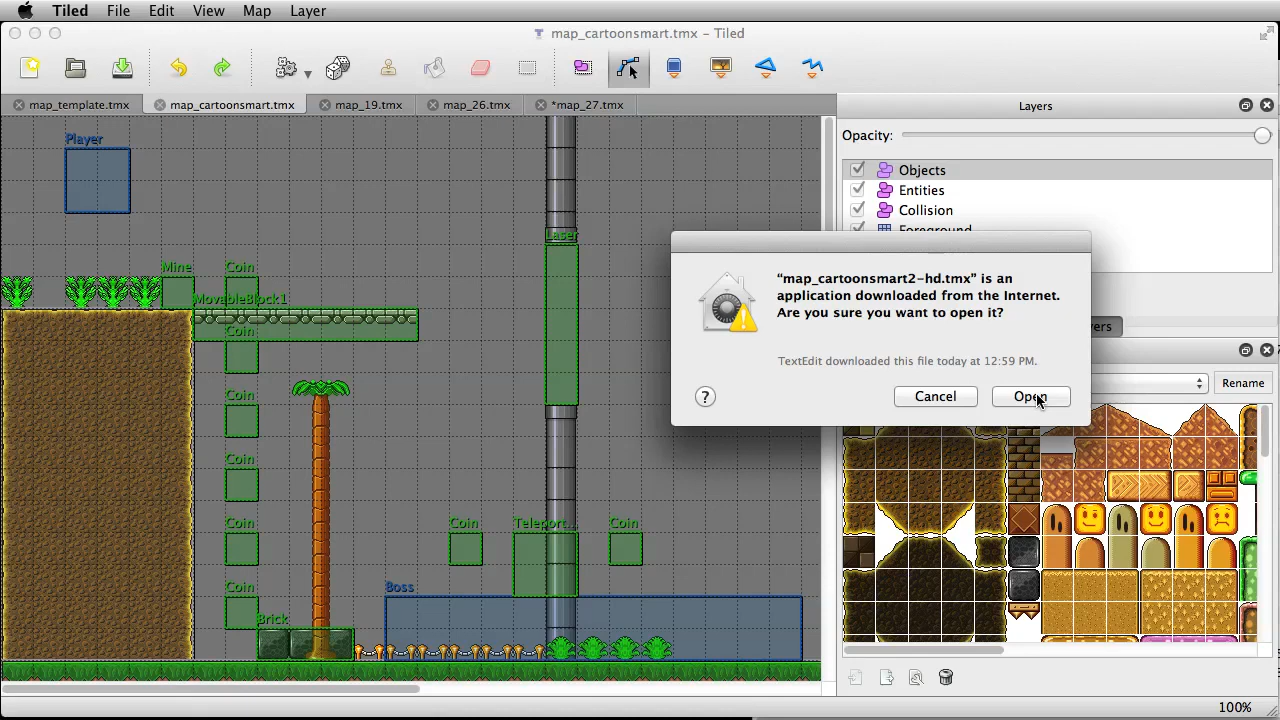 Tiled File Edit View Map Layer
map_cartoonsmart.tmx – Tiled
map_template.tmx map_cartoonsmart.tmx map_19.tmx map_26.tmx *map_27.tmx
Layers
Opacity:
Objects
Entities
Collision
Foreground
Player
Laser
Mine Coin
MovableBlock1
Coin
Coin
Coin
Coin Coin Teleport... Coin
Coin Boss
Brick
“map_cartoonsmart2-hd.tmx” is an
application downloaded from the Internet.
Are you sure you want to open it?
TextEdit downloaded this file today at 12:59 PM.
? Cancel Open
Rename
100%